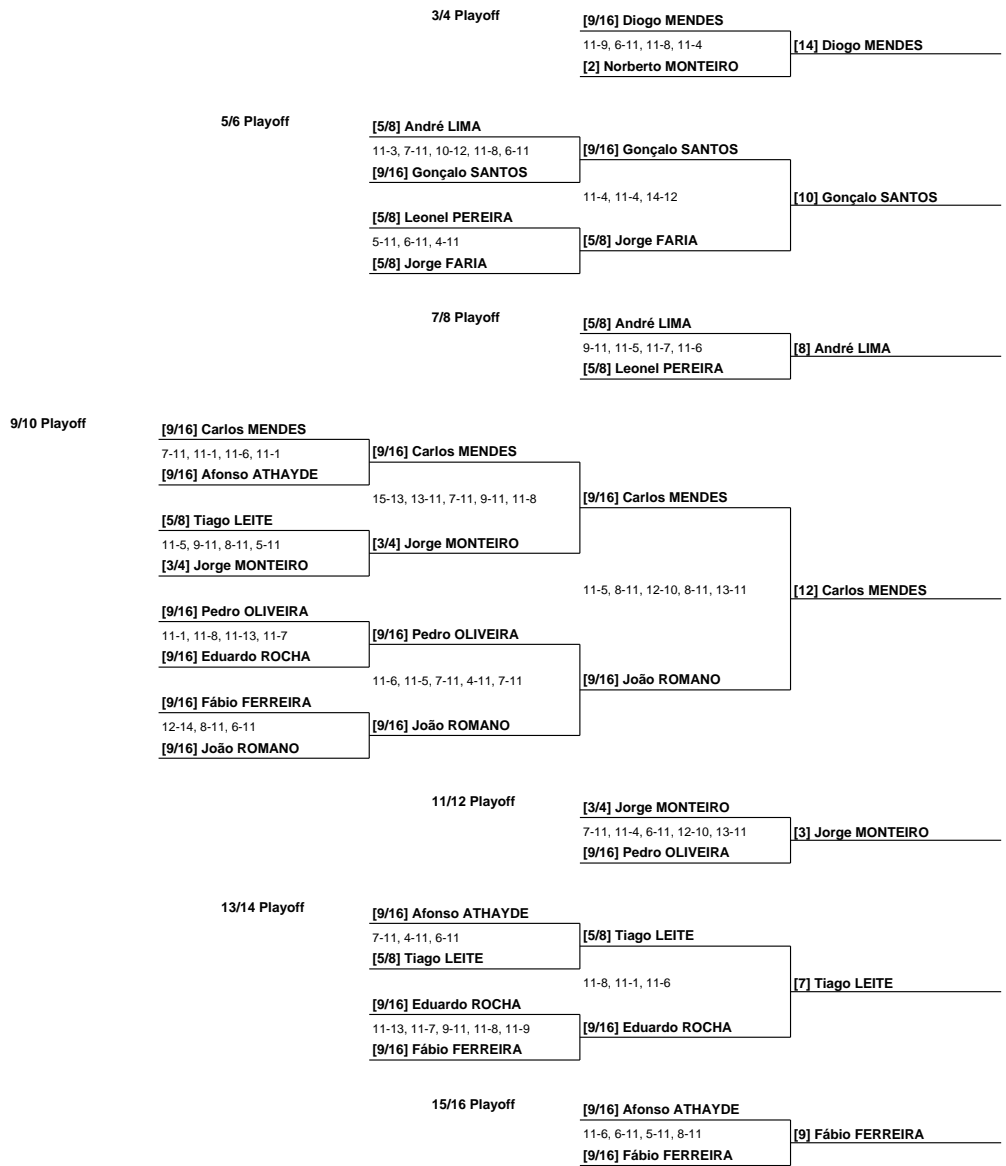 3/4 Playoff
[9/16] Diogo MENDES
11-9, 6-11, 11-8, 11-4
[14] Diogo MENDES
[2] Norberto MONTEIRO
5/6 Playoff
[5/8] André LIMA
11-3, 7-11, 10-12, 11-8, 6-11
[9/16] Gonçalo SANTOS
[9/16] Gonçalo SANTOS
11-4, 11-4, 14-12
[10] Gonçalo SANTOS
[5/8] Leonel PEREIRA
5-11, 6-11, 4-11
[5/8] Jorge FARIA
[5/8] Jorge FARIA
7/8 Playoff
[5/8] André LIMA
9-11, 11-5, 11-7, 11-6
[8] André LIMA
[5/8] Leonel PEREIRA
9/10 Playoff
[9/16] Carlos MENDES
7-11, 11-1, 11-6, 11-1
[9/16] Carlos MENDES
[9/16] Afonso ATHAYDE
15-13, 13-11, 7-11, 9-11, 11-8
[9/16] Carlos MENDES
[5/8] Tiago LEITE
11-5, 9-11, 8-11, 5-11
[3/4] Jorge MONTEIRO
[3/4] Jorge MONTEIRO
11-5, 8-11, 12-10, 8-11, 13-11
[12] Carlos MENDES
[9/16] Pedro OLIVEIRA
11-1, 11-8, 11-13, 11-7
[9/16] Pedro OLIVEIRA
[9/16] Eduardo ROCHA
11-6, 11-5, 7-11, 4-11, 7-11
[9/16] João ROMANO
[9/16] Fábio FERREIRA
12-14, 8-11, 6-11
[9/16] João ROMANO
[9/16] João ROMANO
11/12 Playoff
[3/4] Jorge MONTEIRO
7-11, 11-4, 6-11, 12-10, 13-11
[3] Jorge MONTEIRO
[9/16] Pedro OLIVEIRA
13/14 Playoff
[9/16] Afonso ATHAYDE
7-11, 4-11, 6-11
[5/8] Tiago LEITE
[5/8] Tiago LEITE
11-8, 11-1, 11-6
[7] Tiago LEITE
[9/16] Eduardo ROCHA
11-13, 11-7, 9-11, 11-8, 11-9
[9/16] Eduardo ROCHA
[9/16] Fábio FERREIRA
15/16 Playoff
[9/16] Afonso ATHAYDE
11-6, 6-11, 5-11, 8-11
[9] Fábio FERREIRA
[9/16] Fábio FERREIRA